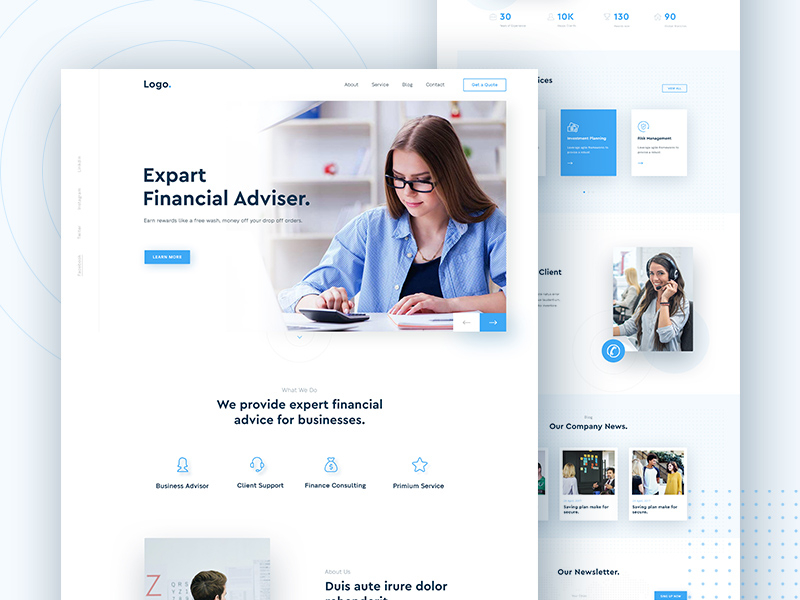 Logo.
About
Service
Blog
Contact
Get a Quote
Expart
Financial Adviser.
Earn rewards like a free wash, money off your drop off orders.
LEARN MORE
Linkedin
Instagram
Twitter
Facebook
What We Do
We provide expert financial
advice for businesses.
Business Advisor
Client Support
Finance Consulting
Primium Service
About Us
Duis aute irure dolor
30
10K
130
90
VIEW ALL
Investment Planning
Risk Management
Client
Blog
Our Company News.
Saving plan make for
secure.
Saving plan make for
secure.
Our Newsletter.
SIGN UP NOW